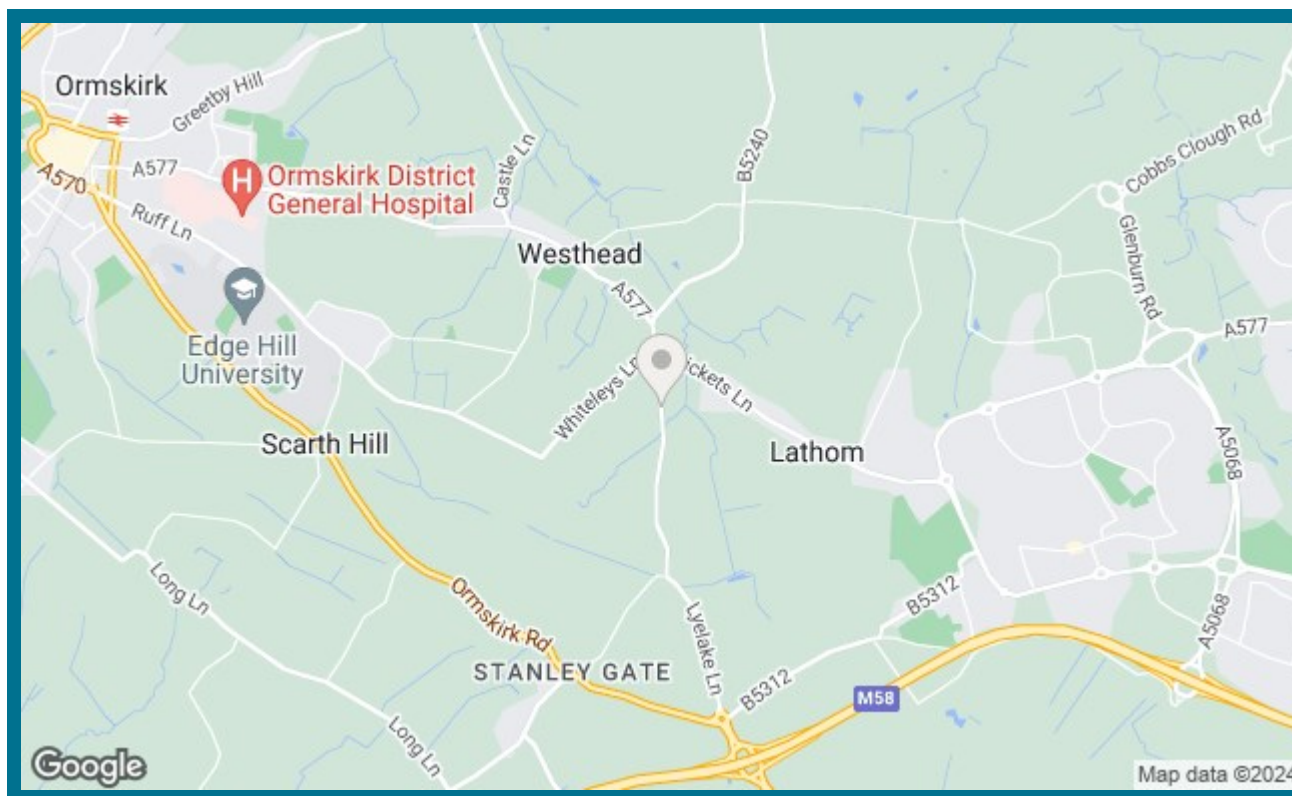 Ormskirk
Greetby Hill
A577
A570
Ruff Ln
Ormskirk District
General Hospital
Castle Ln
B5240
Cobbs Clough Rd
Glenburn Rd
Westhead
A577
A577
Edge Hill
University
Whiteleys
ickets Ln
Scarth Hill
Lathom
A5068
Long Ln
Ormskirk Rd
B5312
A5068
Lyelake Ln
STANLEY GATE
B5312
M58
Long Ln
Google
Map data ©2024